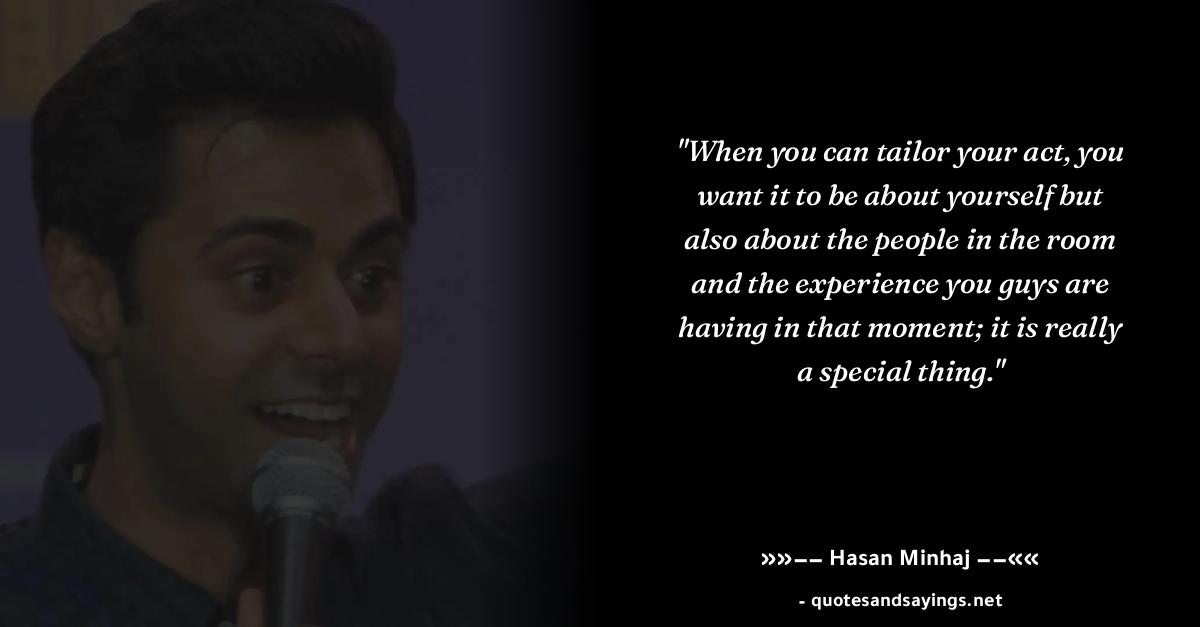 "When you can tailor your act, you
want it to be about yourself but
also about the people in the room
and the experience you guys are
having in that moment; it is really
a special thing."
»»−− Hasan Minhaj −−««
- quotesandsayings.net